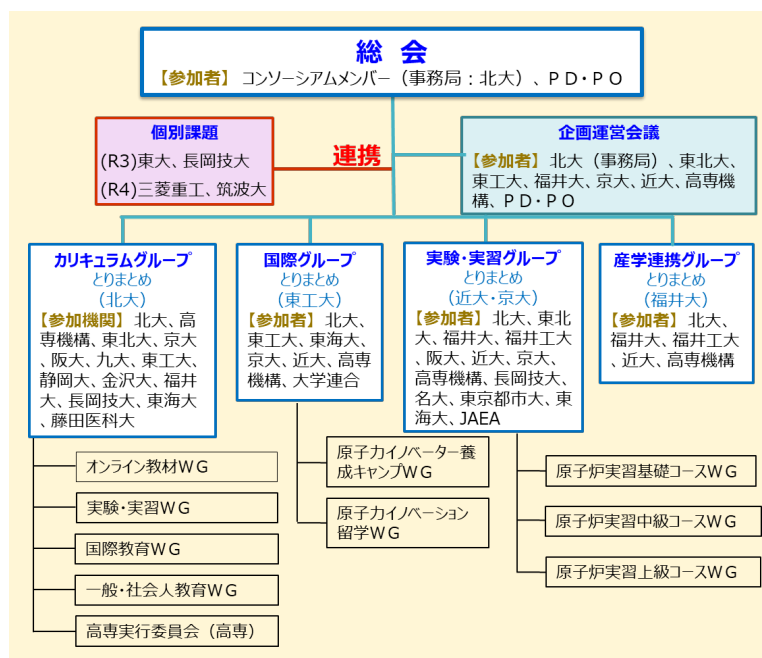 総 会
【参加者】 コンソーシアムメンバー（事務局：北大）、ＰＤ・ＰＯ
個別課題
(R3)東大、長岡技大
(R4)三菱重工、筑波大
連携
企画運営会議
【参加者】 北大（事務局）、東北大、
東工大、福井大、京大、近大、高専機
構、ＰＤ・ＰＯ
カリキュラムグループ
とりまとめ
（北大）
【参加機関】 北大、高
専機構、東北大、京大、
阪大、九大、東工大、
静岡大、金沢大、福井
大、長岡技大、東海大
、藤田医科大
国際グループ
とりまとめ
（東工大）
【参加者】 北大、
東工大、東海大、
京大、近大、高専
機構、大学連合
実験・実習グループ
とりまとめ
（近大・京大）
【参加者】 北大、東北
大、福井大、福井工大、
阪大、近大、京大、
高専機構、長岡技大、
名大、東京都市大、東
海大、JAEA
産学連携グループ
とりまとめ
（福井大）
【参加者】 北大、
福井大、福井工大
、近大、高専機構
オンライン教材ＷＧ
実験・実習ＷＧ
国際教育ＷＧ
一般・社会人教育ＷＧ
高専実行委員会（高専）
原子力イノベーター養
成キャンプＷＧ
原子力イノベーション
留学ＷＧ
原子炉実習基礎コースＷＧ
原子炉実習中級コースＷＧ
原子炉実習上級コースＷＧ